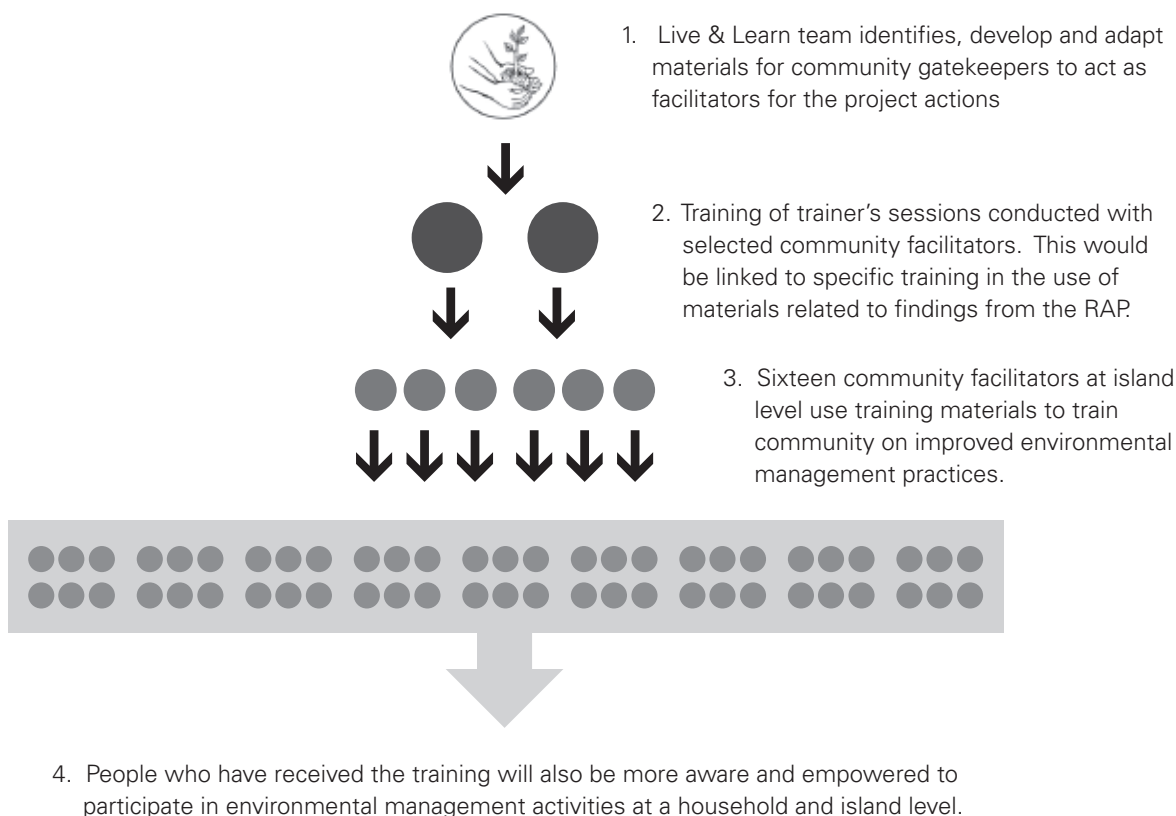 1. Live & Learn team identifies, develop and adapt
materials for community gatekeepers to act as
facilitators for the project actions
2. Training of trainer's sessions conducted with
selected community facilitators. This would
be linked to specific training in the use of
materials related to findings from the RAP.
3. Sixteen community facilitators at island
level use training materials to train
community on improved environmental
management practices.
4. People who have received the training will also be more aware and empowered to
participate in environmental management activities at a household and island level.